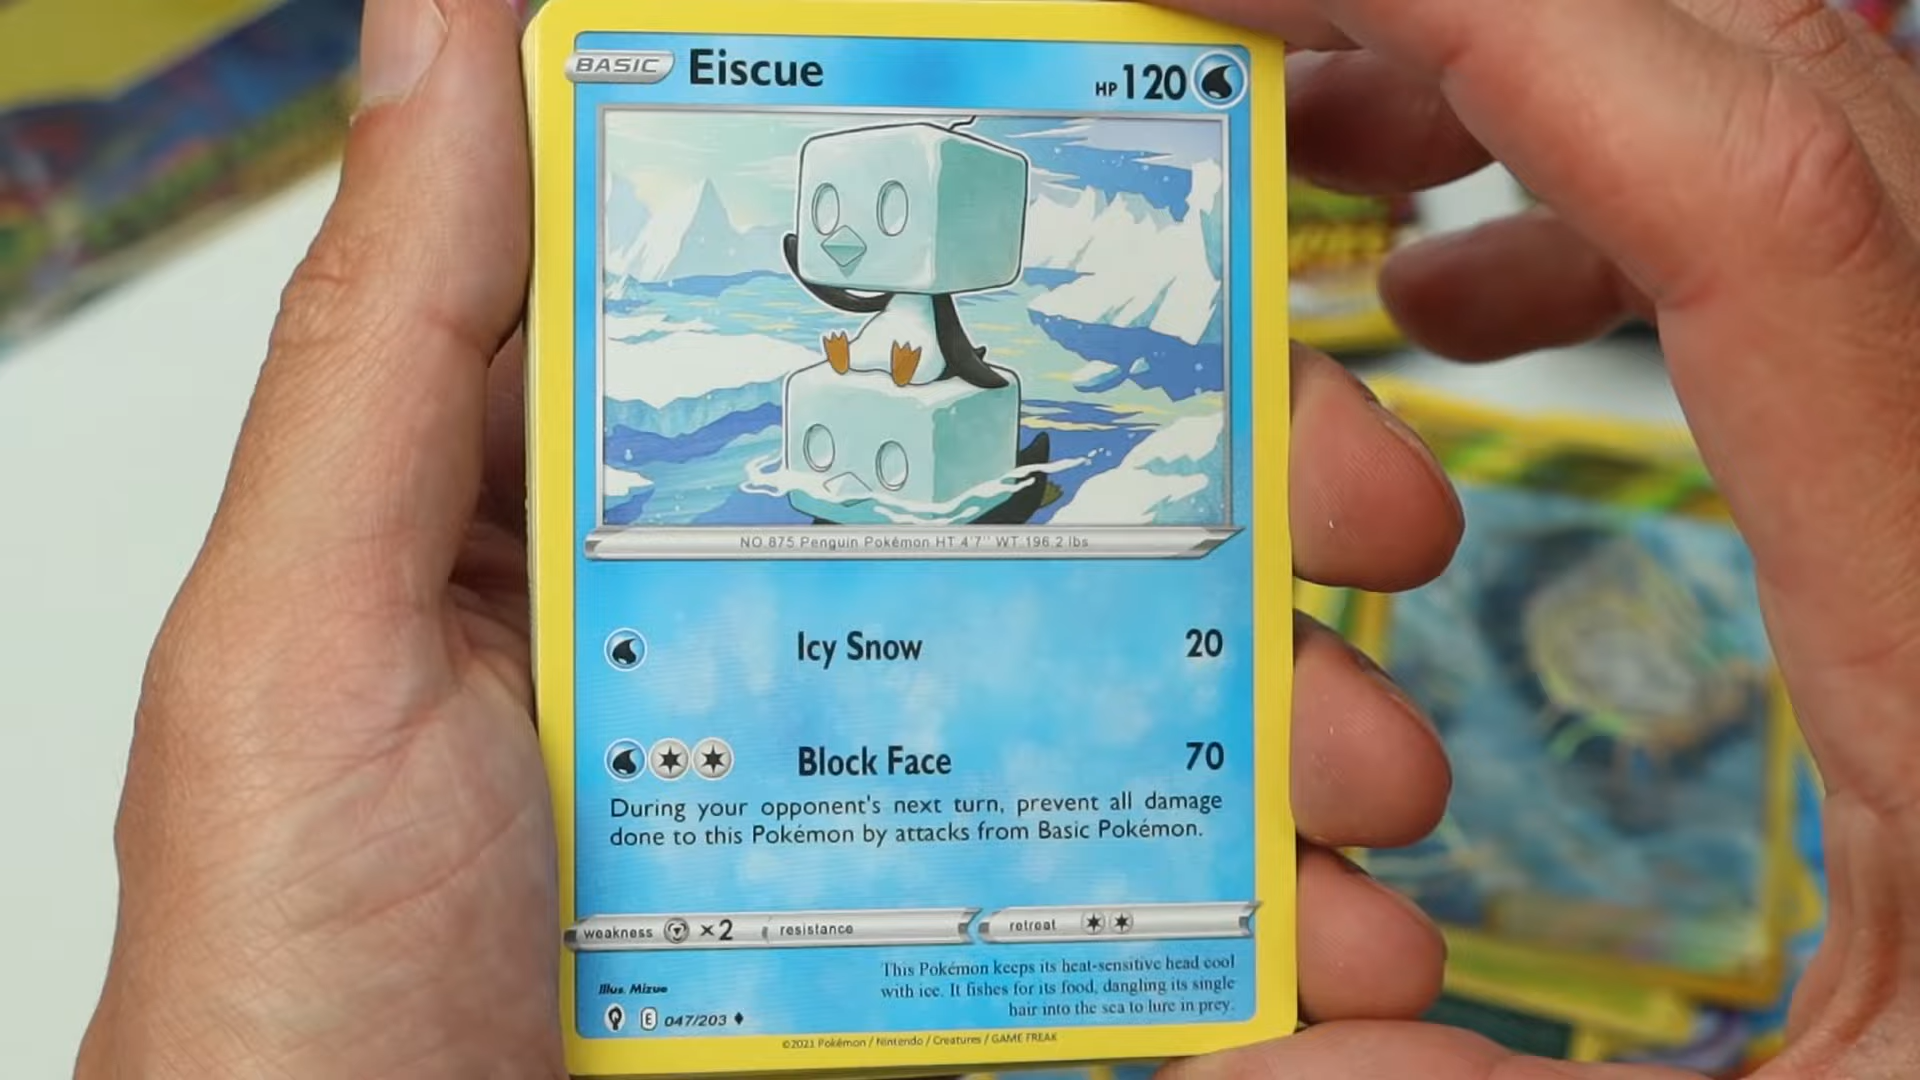 BASIC Eiscue HP 120
NO.875 Penguin Pokémon HT 4'7" WT 196.2 lbs
Icy Snow 20
Block Face 70
During your opponent's next turn, prevent all damage
done to this Pokémon by attacks from Basic Pokémon.
weakness ×2 resistance retreat
This Pokémon keeps its heat-sensitive head cool
with ice. It fishes for its food, dangling its single
hair into the sea to lure in prey.
Illus. Mizue
E 047/203
©2021 Pokémon / Nintendo / Creatures / GAME FREAK